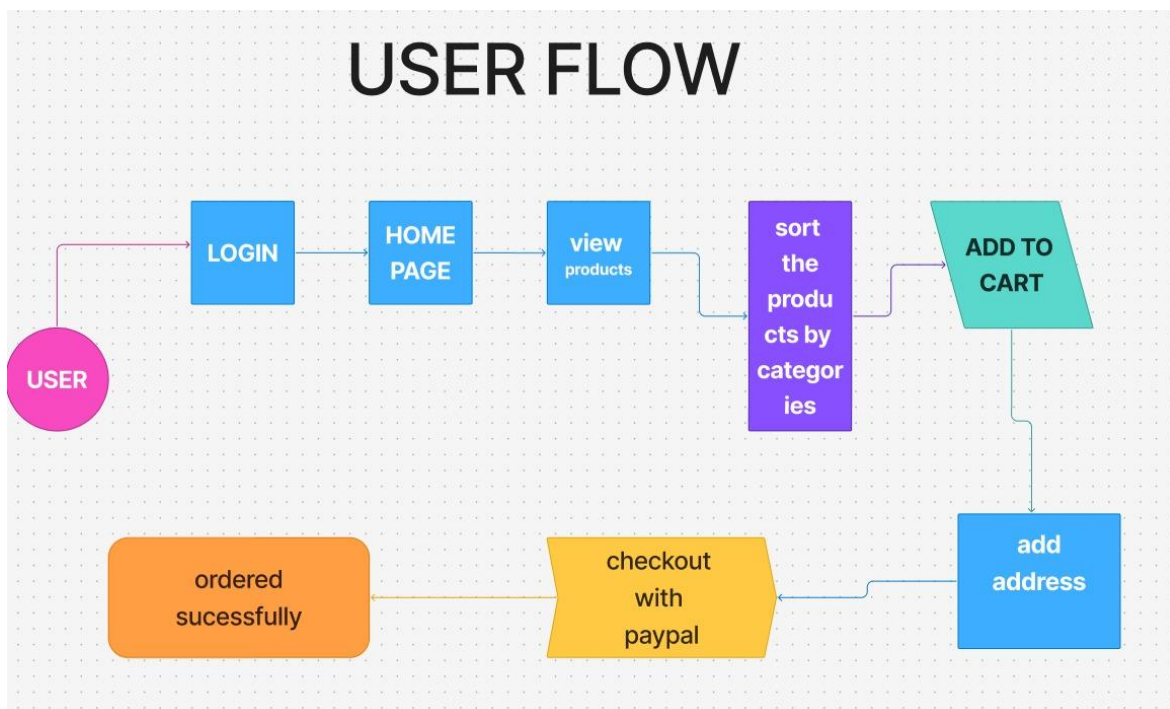 USER FLOW
USER
LOGIN
HOME
PAGE
view
products
sort
the
produ
cts by
categor
ies
ADD TO
CART
add
address
checkout
with
paypal
ordered
sucessfully